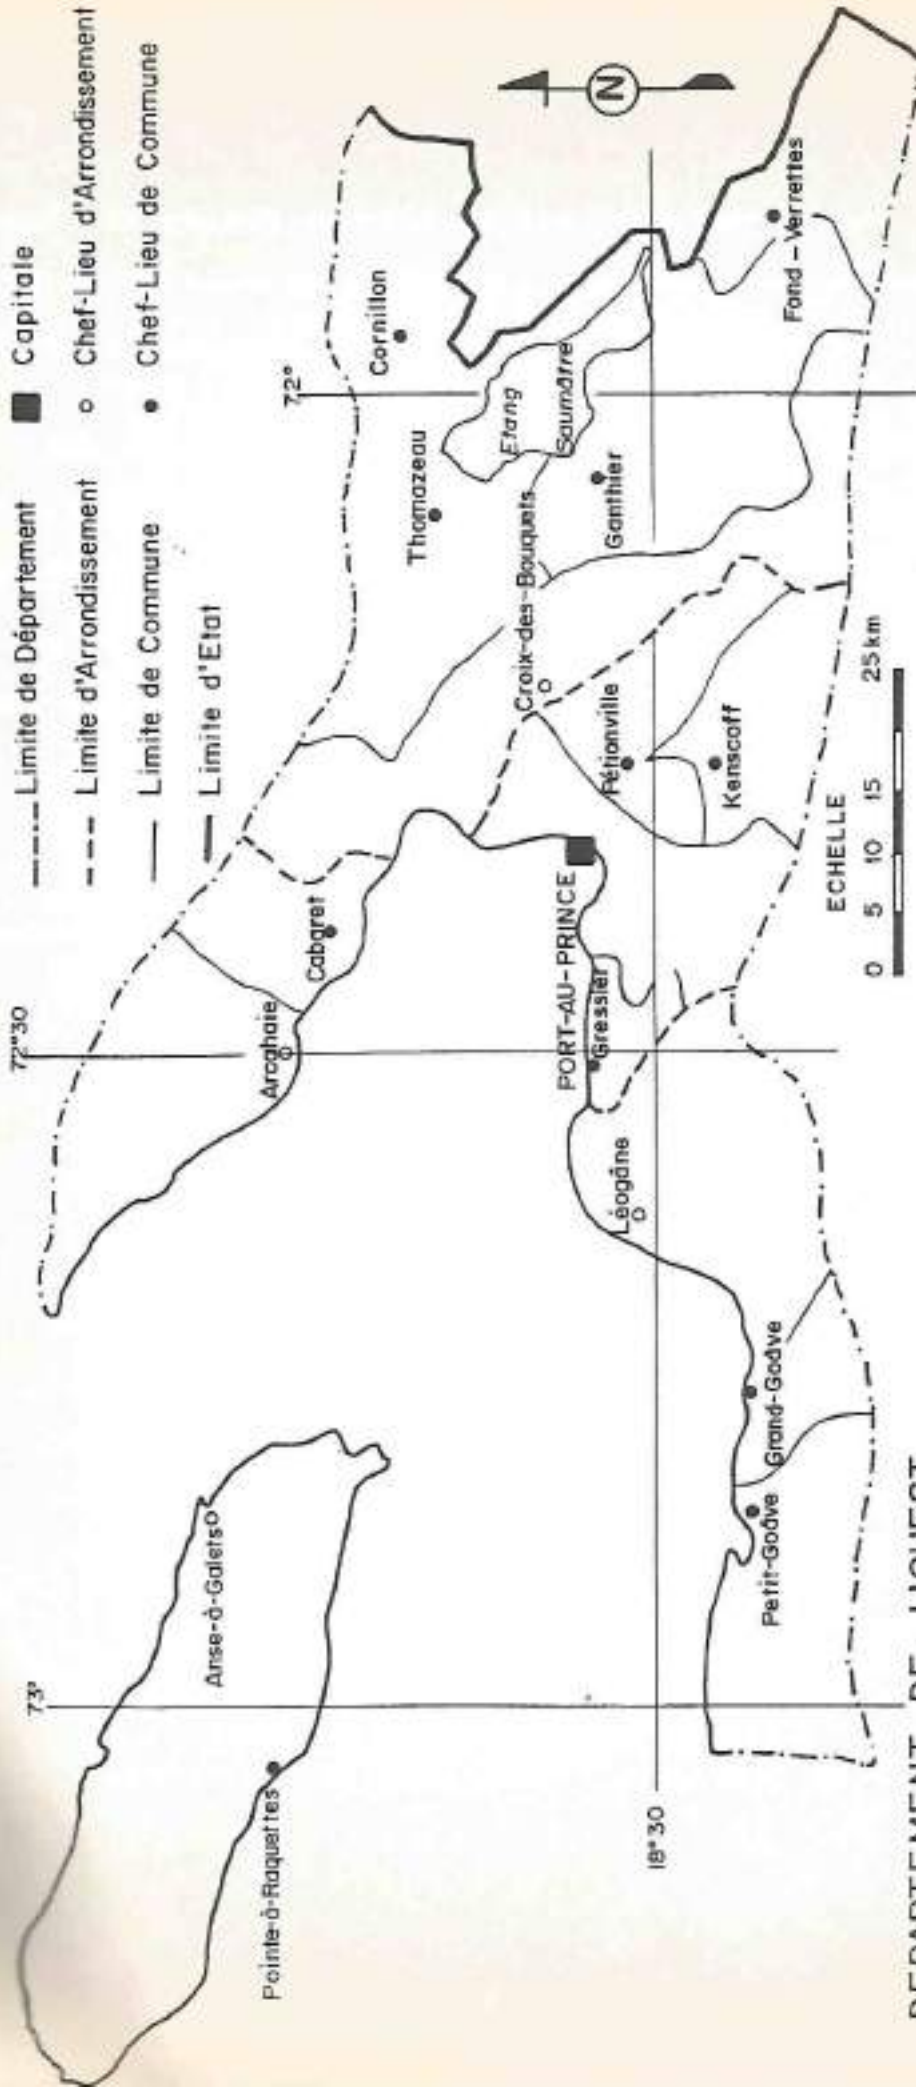 Limite de Département
Limite d'Arrondissement
Limite de Commune
Limite d'Etat
Capitale
Chef-Lieu d'Arrondissement
Chef-Lieu de Commune
73°
72°30
72°
18°30
N
Pointe-à-Raquettes
Anse-à-Galets
Arcahaie
Cabaret
Thomazeau
Cornillon
Etang
Saumâtre
Croix-des-Bouquets
Ganthier
Fond-Verrettes
Pétionville
Kenscoff
PORT-AU-PRINCE
Gressier
Léogâne
Grand-Goâve
Petit-Goâve
ECHELLE
0 5 10 15 25 km
DEPARTEMENT DE L'OUEST